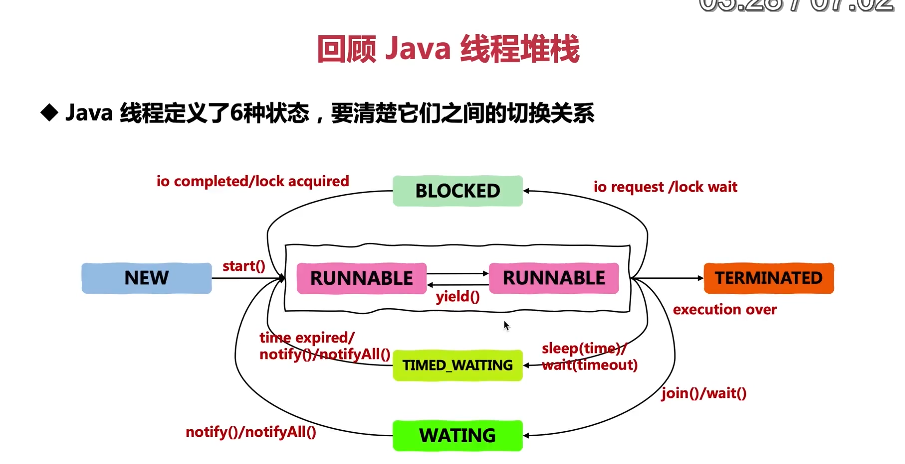 05:28 / 07:02
回顾 Java 线程堆栈
◆ Java 线程定义了6种状态，要清楚它们之间的切换关系
io completed/lock acquired
BLOCKED
io request /lock wait
NEW
start()
RUNNABLE
RUNNABLE
yield()
TERMINATED
execution over
time expired/
notify()/notifyAll()
TIMED_WAITING
sleep(time)/
wait(timeout)
join()/wait()
notify()/notifyAll()
WATING